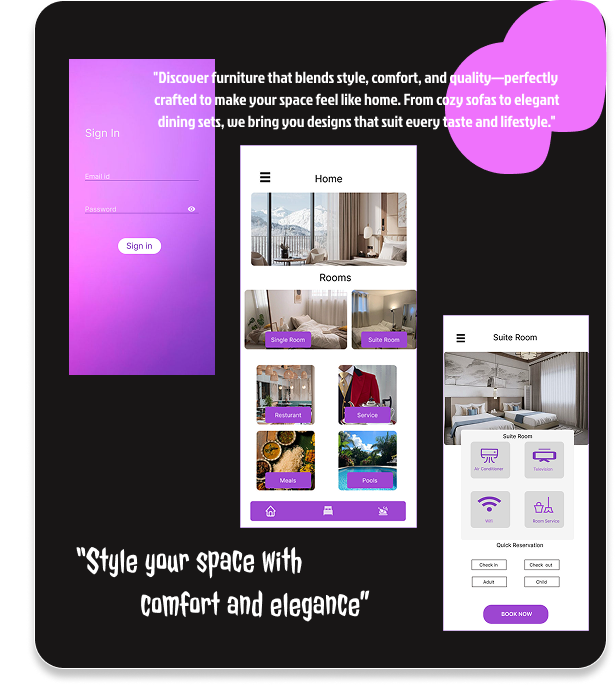 "Discover furniture that blends style, comfort, and quality—perfectly
crafted to make your space feel like home. From cozy sofas to elegant
dining sets, we bring you designs that suit every taste and lifestyle."
Sign In
Email Id
Password
Sign in
Home
Rooms
Single Room
Suite Room
Resturant
Service
Meals
Pools
Suite Room
Suite Room
Air Conditioner
Television
Wifi
Room Service
Quick Reservation
Check in
Check out
Adult
Child
BOOK NOW
"Style your space with
comfort and elegance"